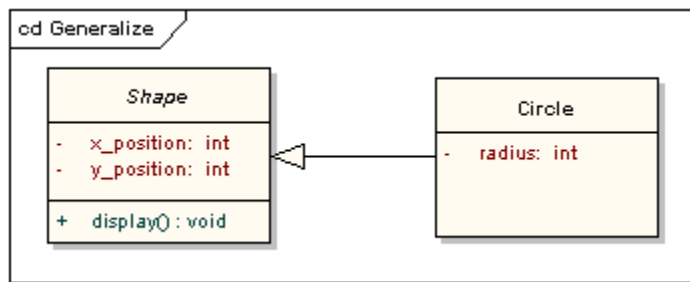 cd Generalize
Shape
- x_position: int
- y_position: int
+ display() : void
Circle
- radius: int